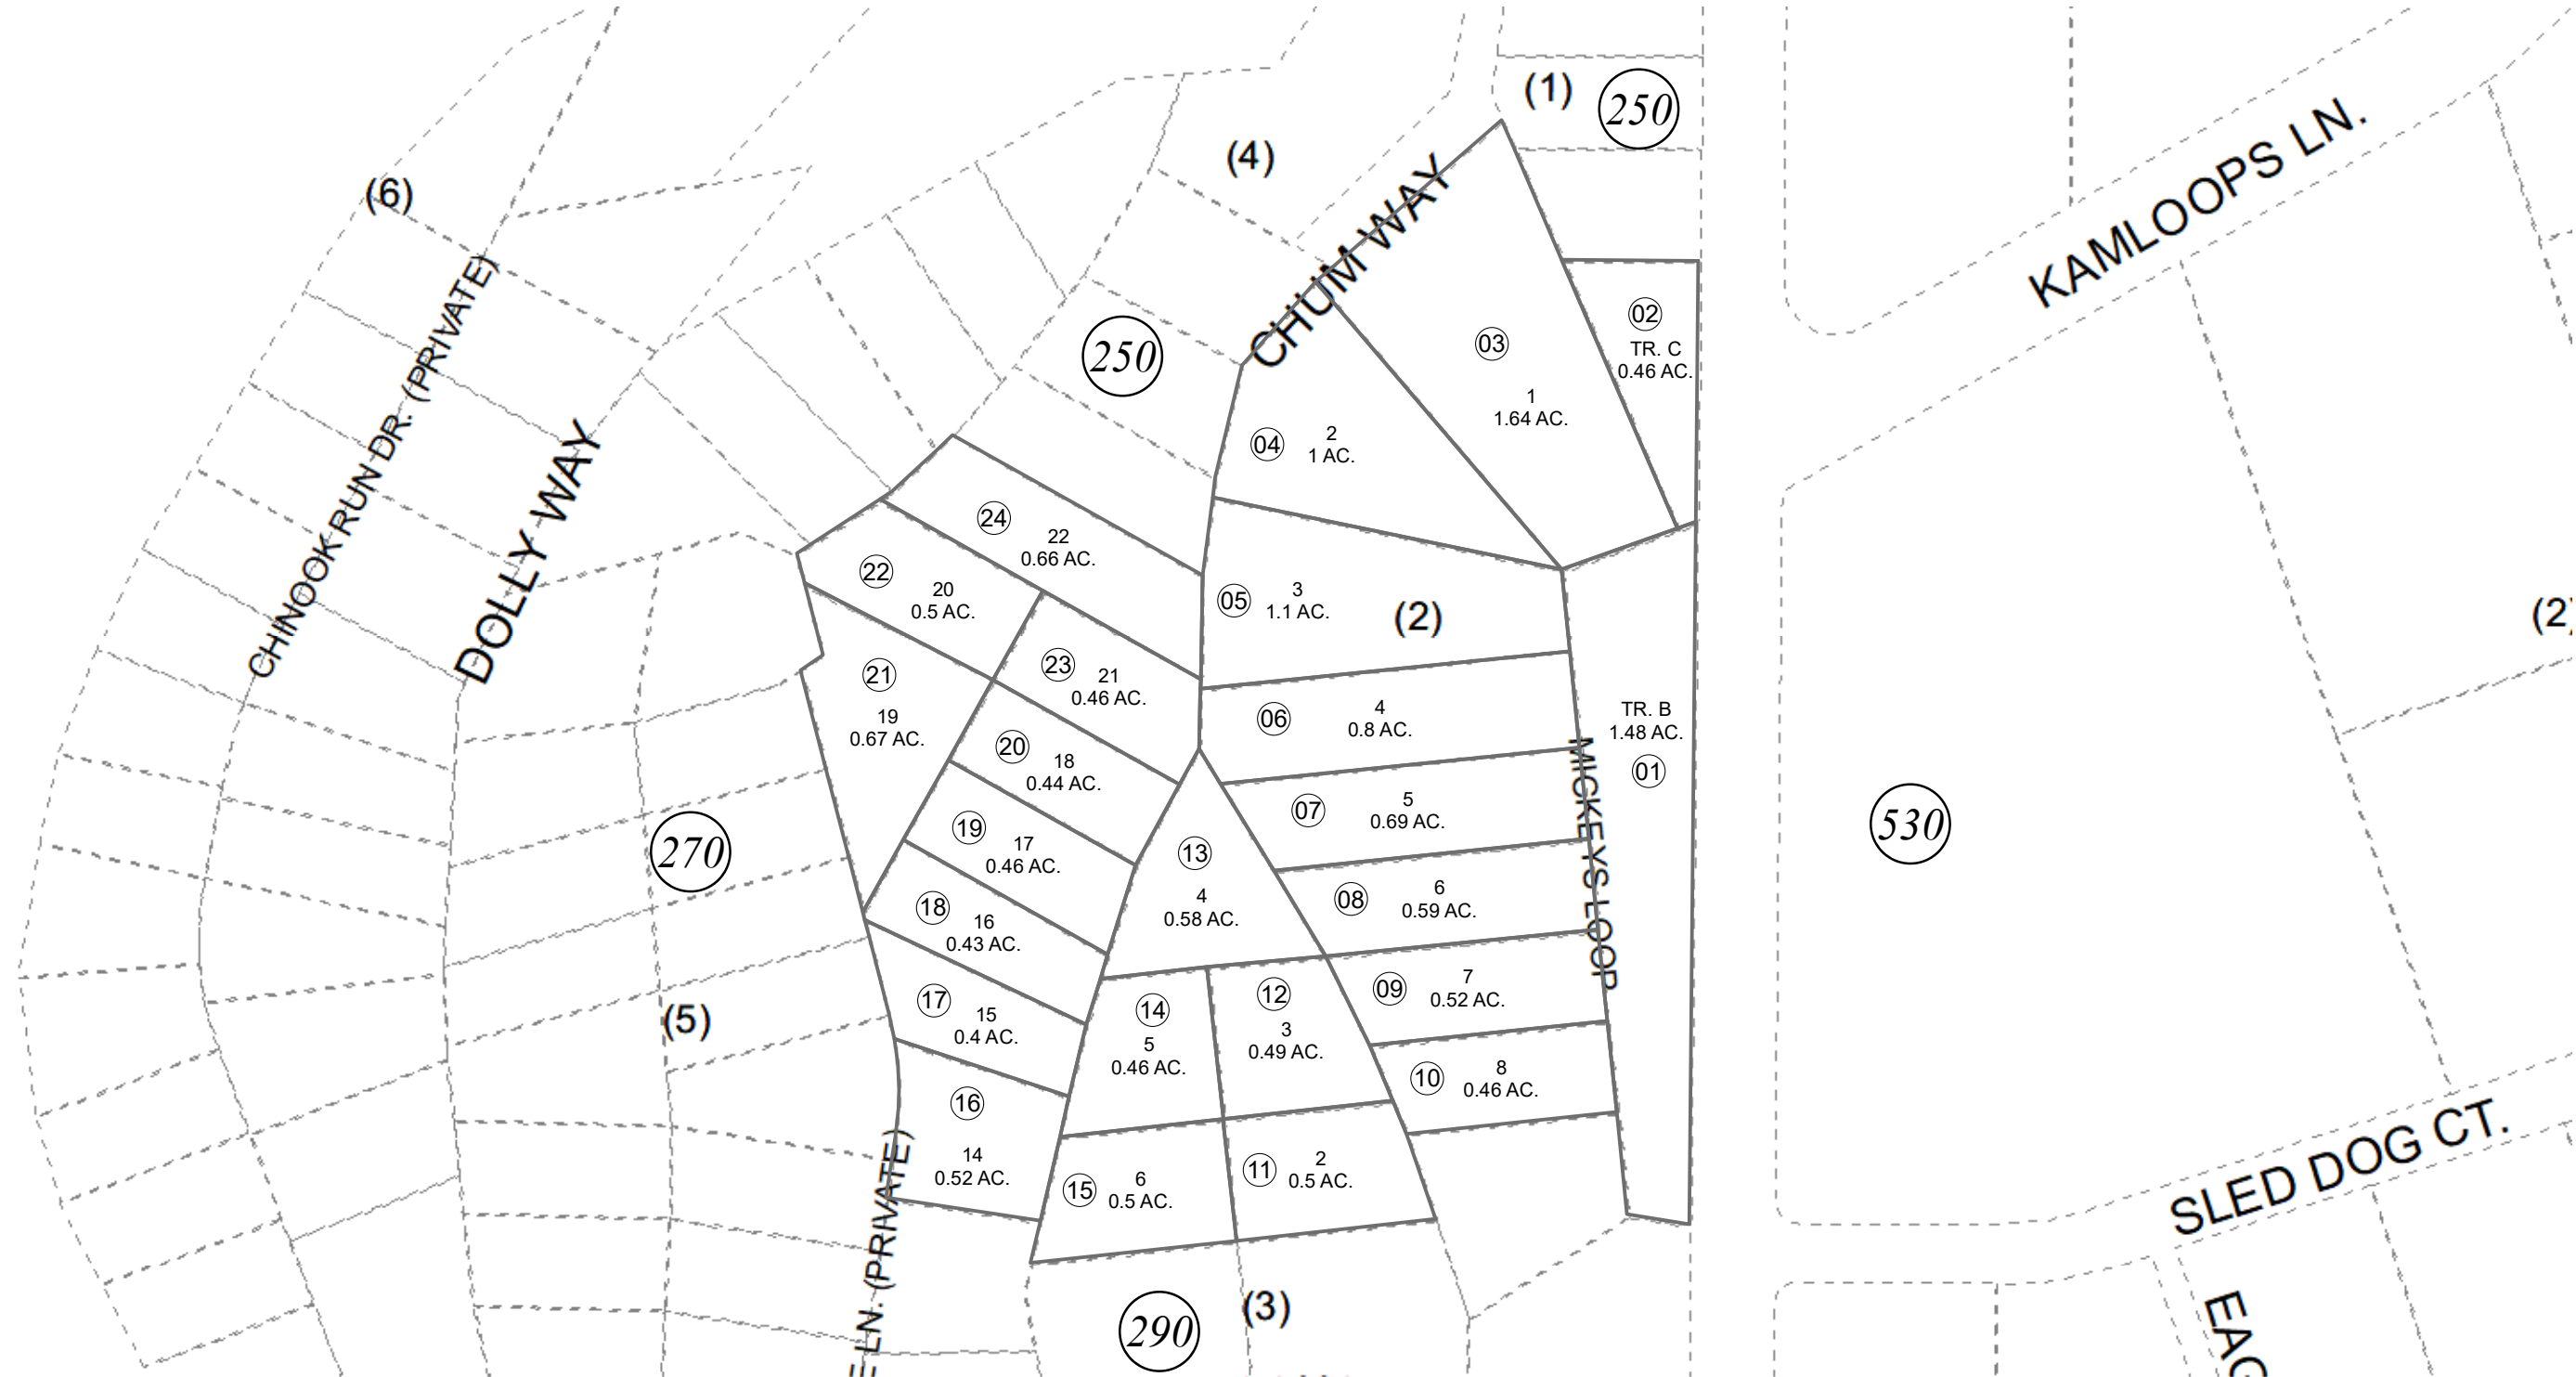 (1)
250
(4)
KAMLOOPS LN.
(6)
CHUM WAY
CHINOOK RUN DR. (PRIVATE)
DOLLY WAY
250
02
TR. C
0.46 AC.
03
1
1.64 AC.
04
2
1 AC.
24
22
0.66 AC.
22
20
0.5 AC.
05
3
1.1 AC.
(2)
(2)
23
21
0.46 AC.
21
19
0.67 AC.
06
4
0.8 AC.
TR. B
1.48 AC.
01
MICKEYS LOOP
20
18
0.44 AC.
07
5
0.69 AC.
530
19
17
0.46 AC.
13
4
0.58 AC.
270
08
6
0.59 AC.
18
16
0.43 AC.
09
7
0.52 AC.
17
15
0.4 AC.
(5)
14
5
0.46 AC.
12
3
0.49 AC.
10
8
0.46 AC.
16
14
0.52 AC.
15
6
0.5 AC.
11
2
0.5 AC.
SLED DOG CT.
E LN. (PRIVATE)
290
(3)
EAG